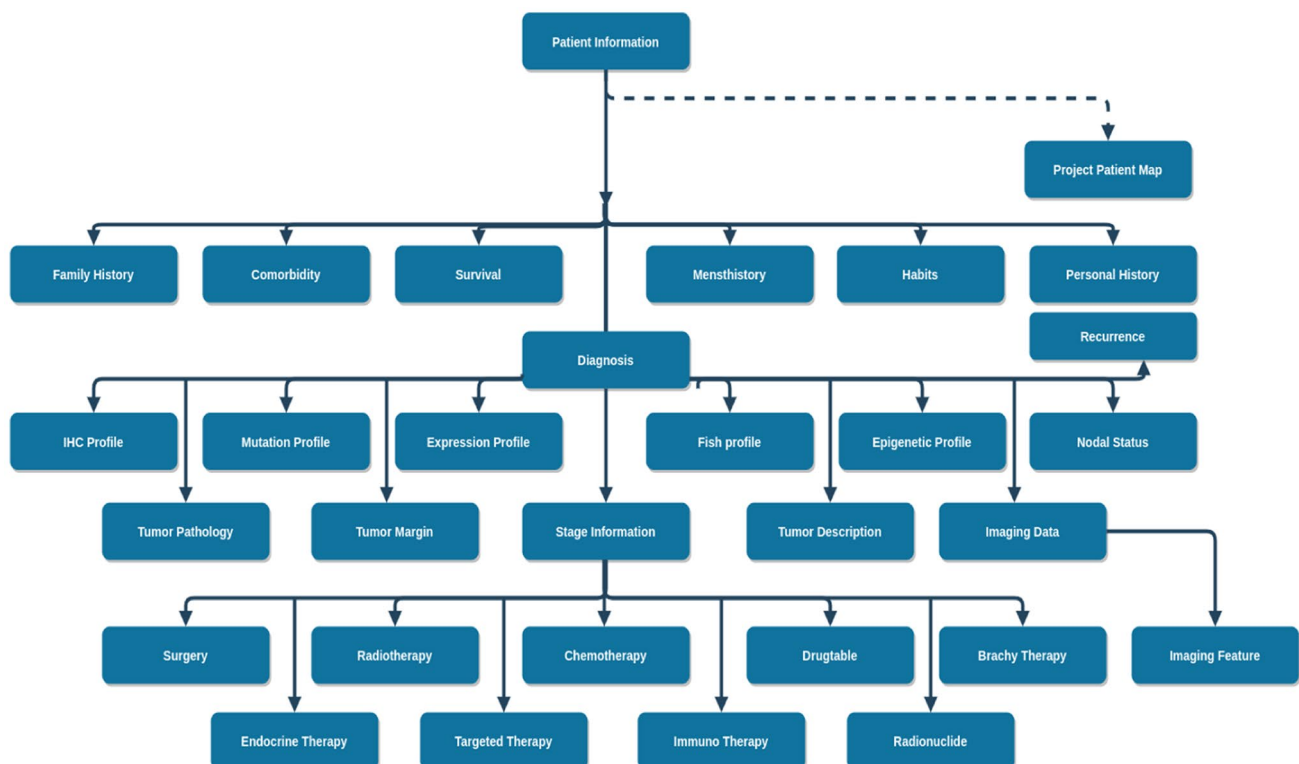 Patient Information
Project Patient Map
Family History
Comorbidity
Survival
Mensthistory
Habits
Personal History
Recurrence
Diagnosis
IHC Profile
Mutation Profile
Expression Profile
Fish profile
Epigenetic Profile
Nodal Status
Tumor Pathology
Tumor Margin
Stage Information
Tumor Description
Imaging Data
Surgery
Radiotherapy
Chemotherapy
Drugtable
Brachy Therapy
Imaging Feature
Endocrine Therapy
Targeted Therapy
Immuno Therapy
Radionuclide